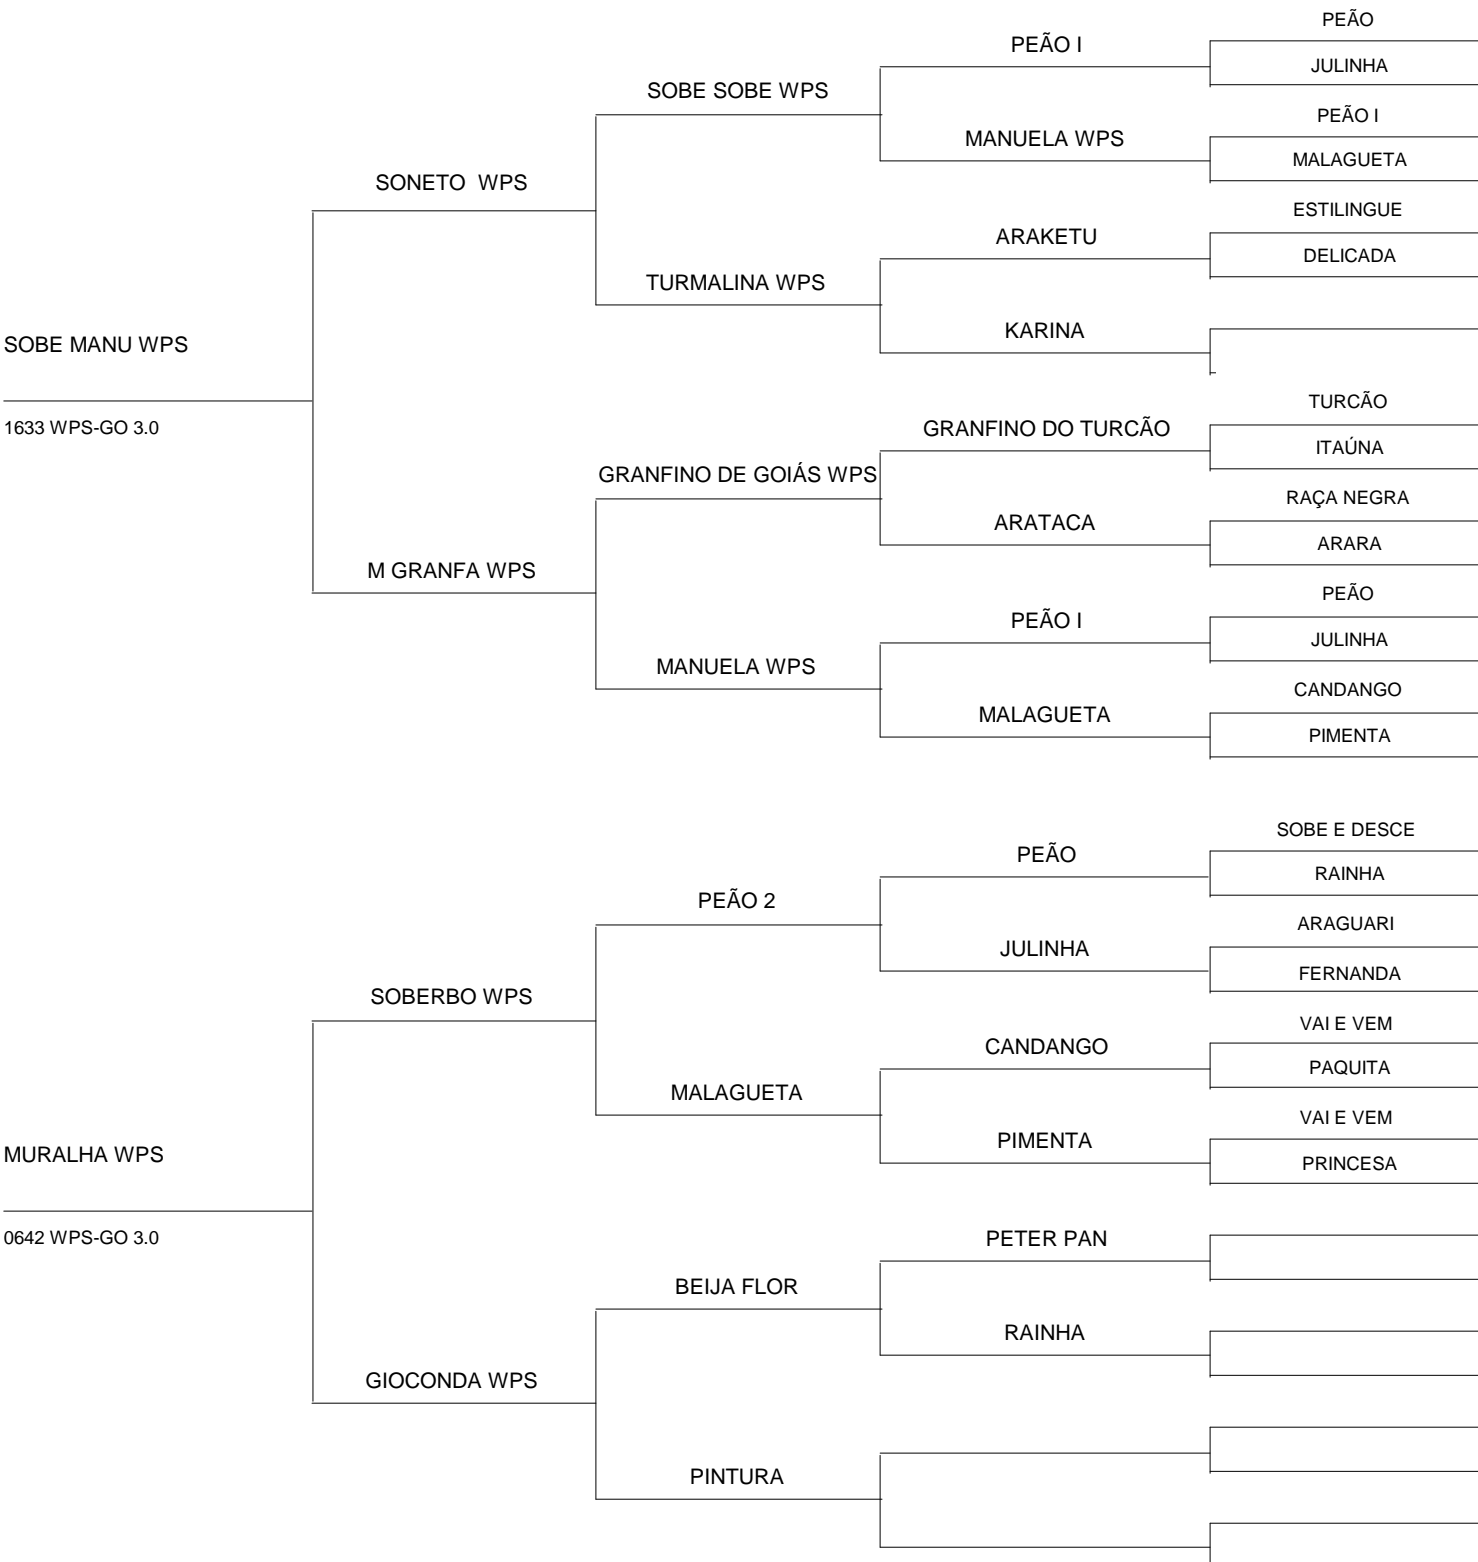 PEÃO
PEÃO I
JULINHA
SOBE SOBE WPS
PEÃO I
MANUELA WPS
MALAGUETA
SONETO WPS
ESTILINGUE
ARAKETU
DELICADA
TURMALINA WPS
KARINA
SOBE MANU WPS
1633 WPS-GO 3.0
TURCÃO
GRANFINO DO TURCÃO
ITAÚNA
GRANFINO DE GOIÁS WPS
RAÇA NEGRA
ARATACA
ARARA
M GRANFA WPS
PEÃO
PEÃO I
JULINHA
MANUELA WPS
CANDANGO
MALAGUETA
PIMENTA
SOBE E DESCE
PEÃO
RAINHA
PEÃO 2
ARAGUARI
JULINHA
FERNANDA
SOBERBO WPS
VAI E VEM
CANDANGO
PAQUITA
MALAGUETA
VAI E VEM
PIMENTA
PRINCESA
MURALHA WPS
0642 WPS-GO 3.0
PETER PAN
BEIJA FLOR
RAINHA
GIOCONDA WPS
PINTURA